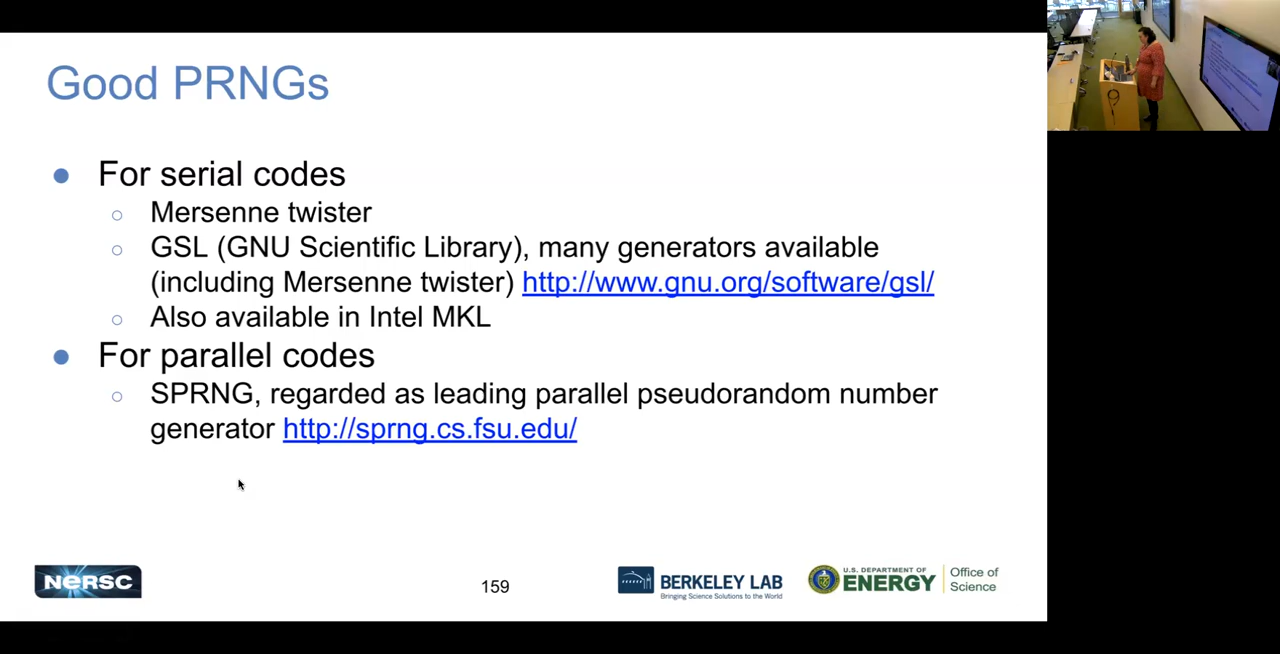 Good PRNGs
● For serial codes
○ Mersenne twister
○ GSL (GNU Scientific Library), many generators available
(including Mersenne twister) http://www.gnu.org/software/gsl/
○ Also available in Intel MKL
● For parallel codes
○ SPRNG, regarded as leading parallel pseudorandom number
generator http://sprng.cs.fsu.edu/
NERSC
159
BERKELEY LAB
Bringing Science Solutions to the World
U.S. DEPARTMENT OF
ENERGY
Office of
Science